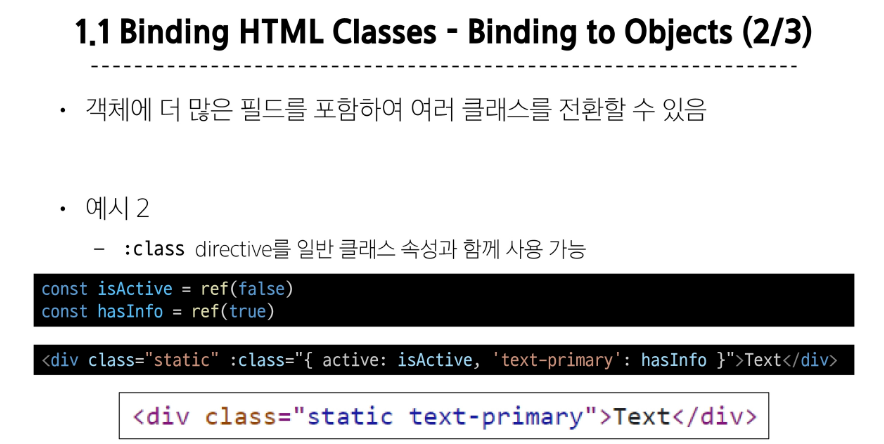 1.1 Binding HTML Classes - Binding to Objects (2/3)
• 객체에 더 많은 필드를 포함하여 여러 클래스를 전환할 수 있음
• 예시 2
– :class directive를 일반 클래스 속성과 함께 사용 가능
const isActive = ref(false)
const hasInfo = ref(true)
<div class="static" :class="{ active: isActive, 'text-primary': hasInfo }">Text</div>
<div class="static text-primary">Text</div>